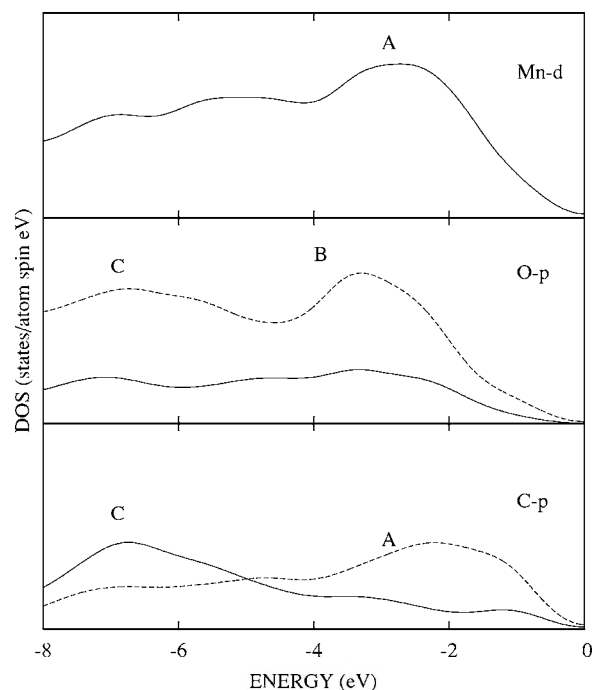 A
Mn-d
C
B
O-p
DOS (states/atom spin eV)
C
A
C-p
-8 -6 -4 -2 0
ENERGY (eV)